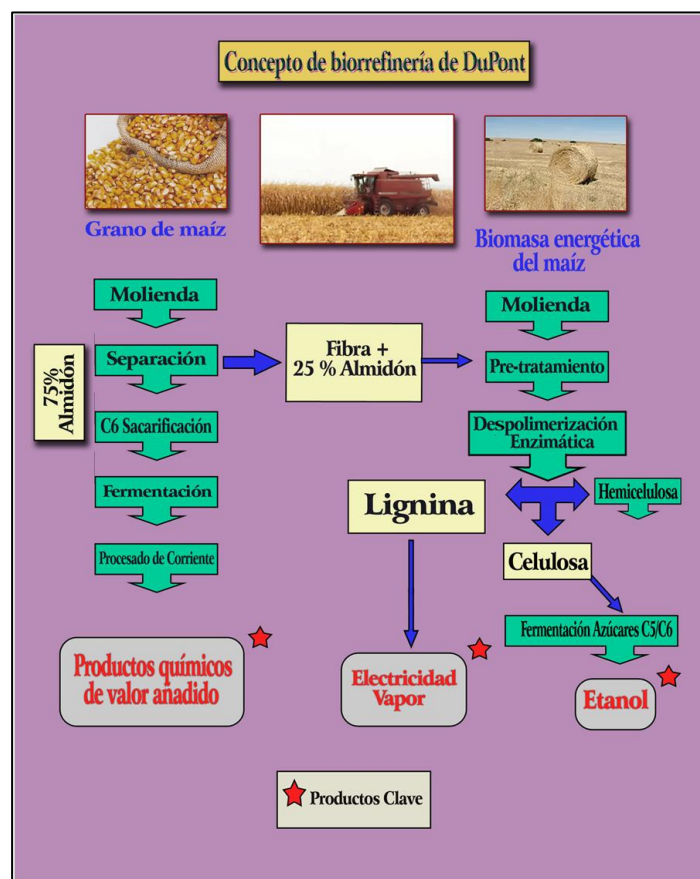 Concepto de biorrefinería de DuPont
Grano de maíz
Biomasa energética
del maíz
Molienda
Separación
75%
Almidón
C6 Sacarificación
Fermentación
Procesado de Corriente
Productos químicos
de valor añadido
Fibra +
25 % Almidón
Molienda
Pre-tratamiento
Despolimerización
Enzimática
Lignina
Hemicelulosa
Celulosa
Fermentación Azúcares C5/C6
Electricidad
Vapor
Etanol
Productos Clave